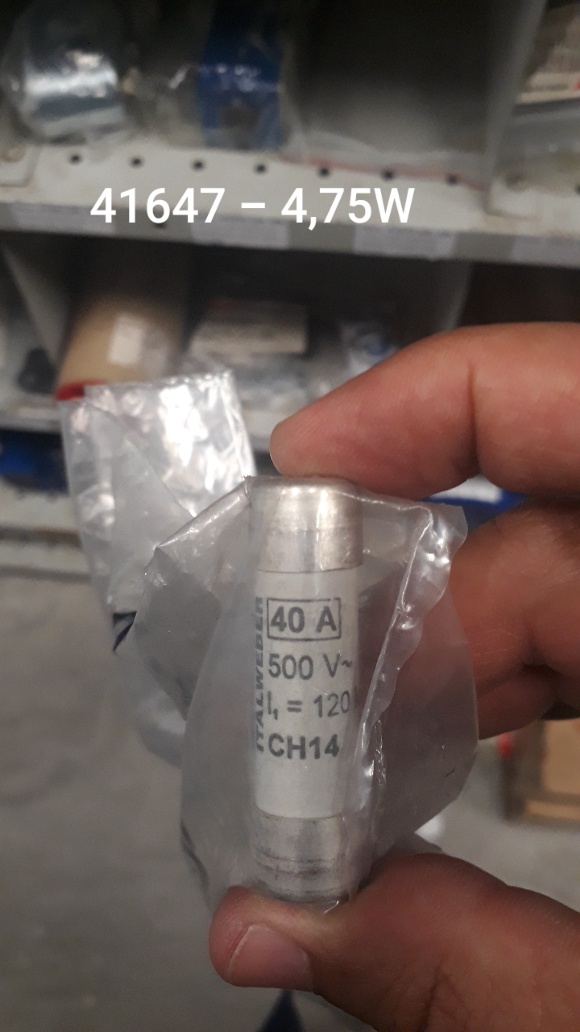 41647 – 4,75W
40 A
500 V~
I₁ = 120
CH14
ITALWEBER